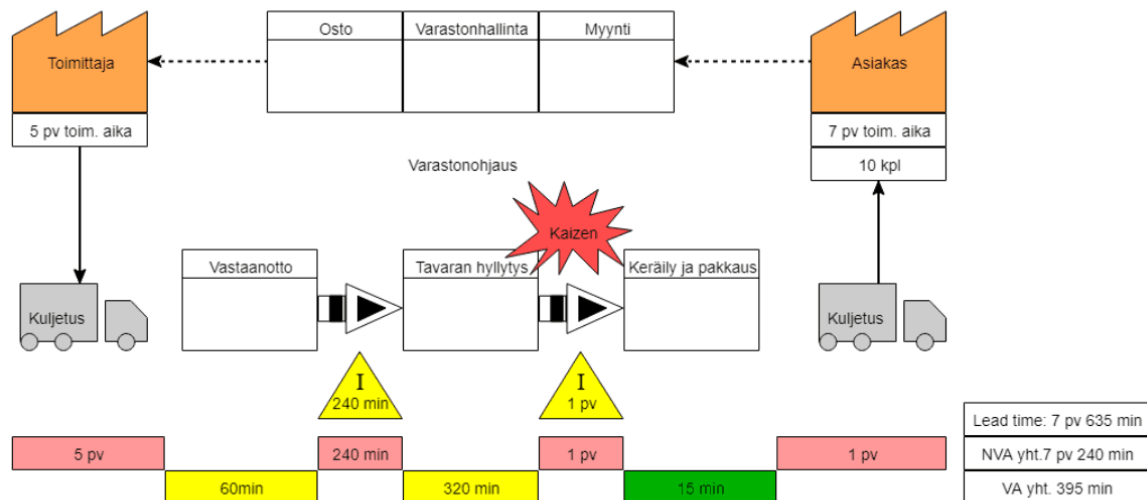 Toimittaja
5 pv toim. aika
Osto
Varastonhallinta
Myynti
Asiakas
7 pv toim. aika
10 kpl
Varastonohjaus
Kaizen
Vastaanotto
Tavaran hyllytys
Keräily ja pakkaus
Kuljetus
Kuljetus
I
240 min
I
1 pv
5 pv
240 min
1 pv
1 pv
60min
320 min
15 min
Lead time: 7 pv 635 min
NVA yht.7 pv 240 min
VA yht. 395 min